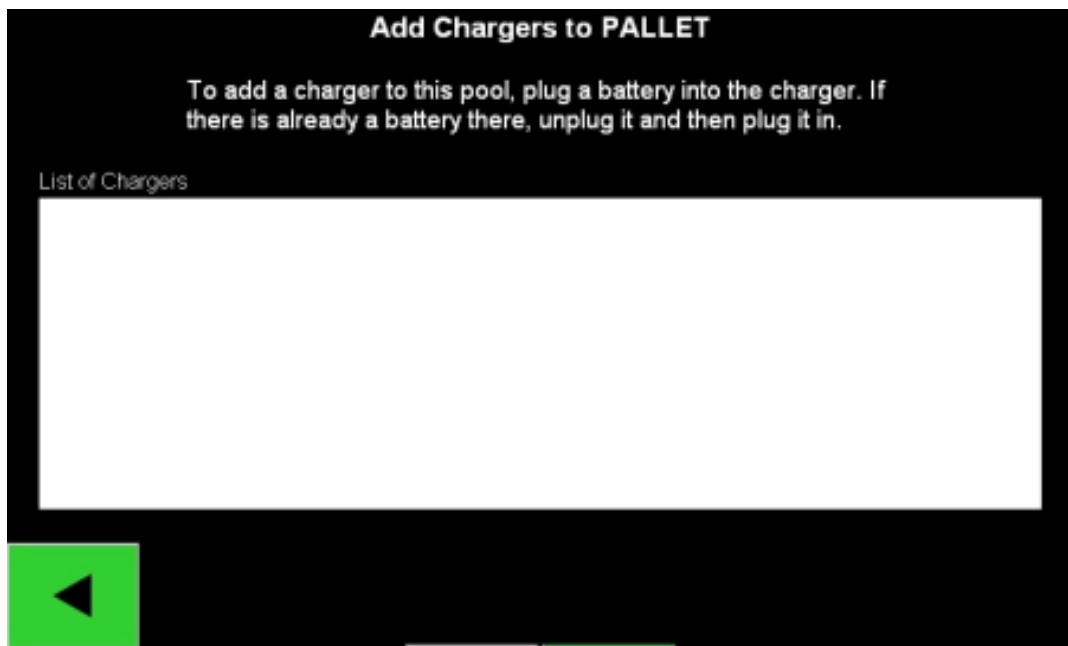 Add Chargers to PALLET
To add a charger to this pool, plug a battery into the charger. If
there is already a battery there, unplug it and then plug it in.
List of Chargers